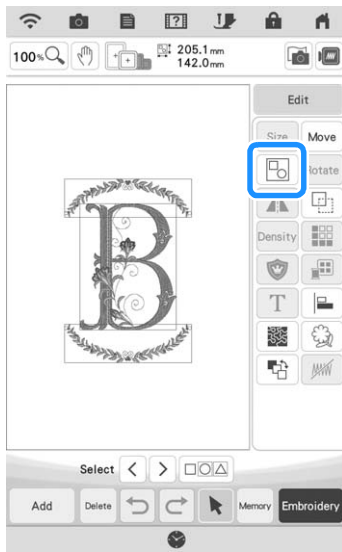 100% 205.1 mm
142.0 mm
Edit
Size Move
Rotate
Density
T
B
Select
Add Delete Memory Embroidery